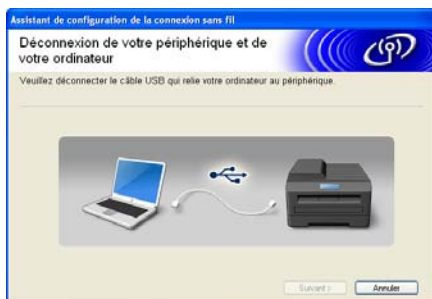 Assistant de configuration de la connexion sans fil
Déconnexion de votre périphérique et de
votre ordinateur
Veuillez déconnecter le câble USB qui relie votre ordinateur au périphérique.
Suivant >
Annuler